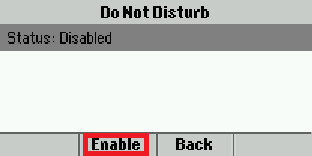 Do Not Disturb
Status: Disabled
Enable Back